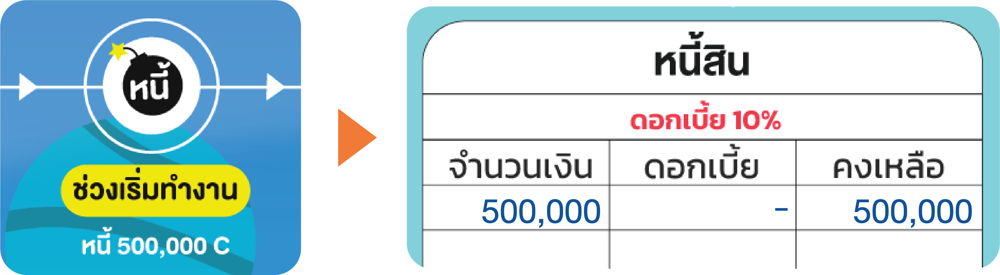 หนี้
ช่วงเริ่มทำงาน
หนี้ 500,000 C
หนี้สิน
ดอกเบี้ย 10%
จำนวนเงิน ดอกเบี้ย คงเหลือ
500,000 - 500,000